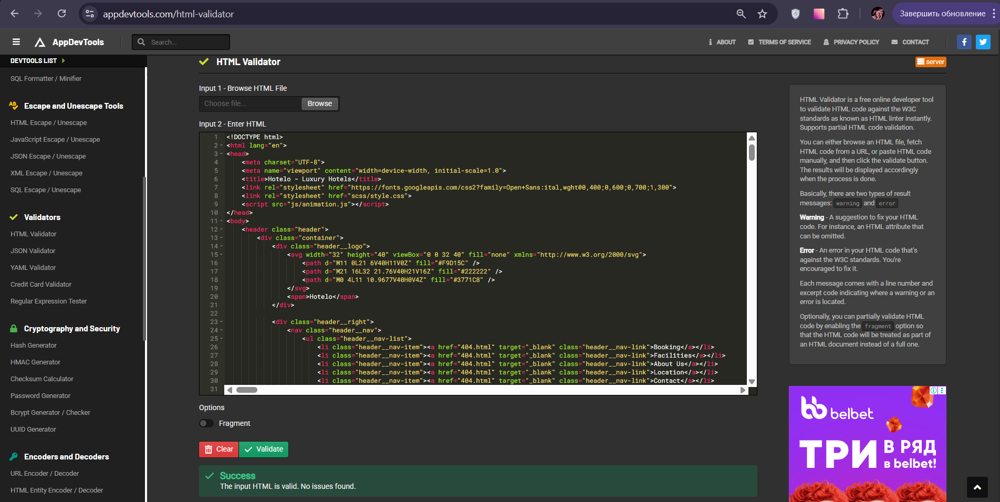 appdevtools.com/html-validator
Завершить обновление
AppDevTools
Search...
ABOUT
TERMS OF SERVICE
PRIVACY POLICY
CONTACT
DEVTOOLS LIST
SQL Formatter / Minifier
Escape and Unescape Tools
HTML Escape / Unescape
JavaScript Escape / Unescape
JSON Escape / Unescape
XML Escape / Unescape
SQL Escape / Unescape
Validators
HTML Validator
JSON Validator
YAML Validator
Credit Card Validator
Regular Expression Tester
Cryptography and Security
Hash Generator
HMAC Generator
Checksum Calculator
Password Generator
Bcrypt Generator / Checker
UUID Generator
Encoders and Decoders
URL Encoder / Decoder
HTML Entity Encoder / Decoder
HTML Validator
server
Input 1 - Browse HTML File
Choose file...
Browse
Input 2 - Enter HTML
1 <!DOCTYPE html>
2 <html lang="en">
3 <head>
4 <meta charset="UTF-8">
5 <meta name="viewport" content="width=device-width, initial-scale=1.0">
6 <title>Hotelo - Luxury Hotels</title>
7 <link rel="stylesheet" href="https://fonts.googleapis.com/css2?family=Open+Sans:ital,wght@0,400;0,600;0,700;1,300">
8 <link rel="stylesheet" href="scss/style.css">
9 <script src="js/animation.js"></script>
10 </head>
11 <body>
12 <header class="header">
13 <div class="container">
14 <div class="header__logo">
15 <svg width="32" height="40" viewBox="0 0 32 40" fill="none" xmlns="http://www.w3.org/2000/svg">
16 <path d="M11 0L21 6V40H11V0Z" fill="#F9D15C" />
17 <path d="M21 16L32 21.76V40H21V16Z" fill="#222222" />
18 <path d="M0 4L11 10.9677V40H0V4Z" fill="#3771C8" />
19 </svg>
20 <span>Hotelo</span>
21 </div>
22
23 <div class="header__right">
24 <nav class="header__nav">
25 <ul class="header__nav-list">
26 <li class="header__nav-item"><a href="404.html" target="_blank" class="header__nav-link">Booking</a></li>
27 <li class="header__nav-item"><a href="404.html" target="_blank" class="header__nav-link">Facilities</a></li>
28 <li class="header__nav-item"><a href="404.html" target="_blank" class="header__nav-link">About Us</a></li>
29 <li class="header__nav-item"><a href="404.html" target="_blank" class="header__nav-link">Location</a></li>
30 <li class="header__nav-item"><a href="404.html" target="_blank" class="header__nav-link">Contact</a></li>
31
Options
Fragment
Clear
Validate
Success
The input HTML is valid. No issues found.
HTML Validator is a free online developer tool
to validate HTML code against the W3C
standards as known as HTML linter instantly.
Supports partial HTML code validation.
You can either browse an HTML file, fetch
HTML code from a URL, or paste HTML code
manually, and then click the validate button.
The results will be displayed accordingly
when the process is done.
Basically, there are two types of result
messages: warning and error
Warning - A suggestion to fix your HTML
code. For instance, an HTML attribute that
can be omitted.
Error - An error in your HTML code that's
against the W3C standards. You're
encouraged to fix it.
Each message comes with a line number and
excerpt code indicating where a warning or an
error is located.
Optionally, you can partially validate HTML
code by enabling the fragment option so
that the HTML code will be treated as part of
an HTML document instead of a full one.
bb belbet
ТРИ В РЯД
в belbet!